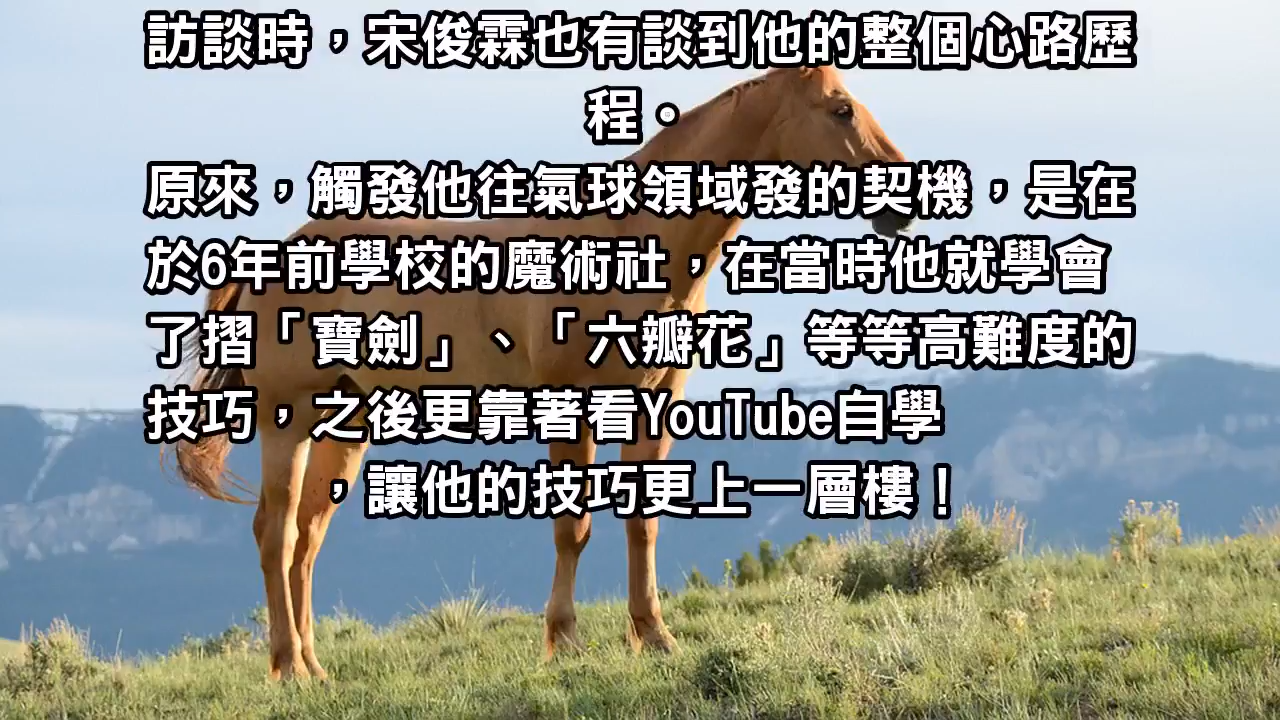 訪談時，宋俊霖也有談到他的整個心路歷
程。
原來，觸發他往氣球領域發的契機，是在
於6年前學校的魔術社，在當時他就學會
了摺「寶劍」、「六瓣花」等等高難度的
技巧，之後更靠著看YouTube自學
，讓他的技巧更上一層樓！